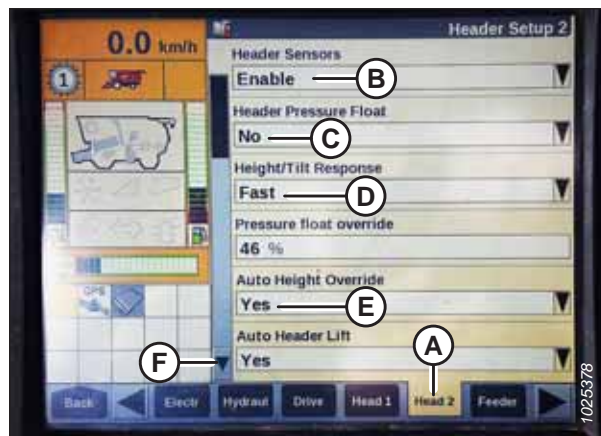 0.0 km/h
Header Setup 2
1
Header Sensors
Enable
B
Header Pressure Float
No
C
Height/Tilt Response
Fast
D
Pressure float override
46 %
Auto Height Override
Yes
E
GPS
Auto Header Lift
Yes
F
A
Back
Electr
Hydraul
Drive
Head 1
Head 2
Feeder
1025378